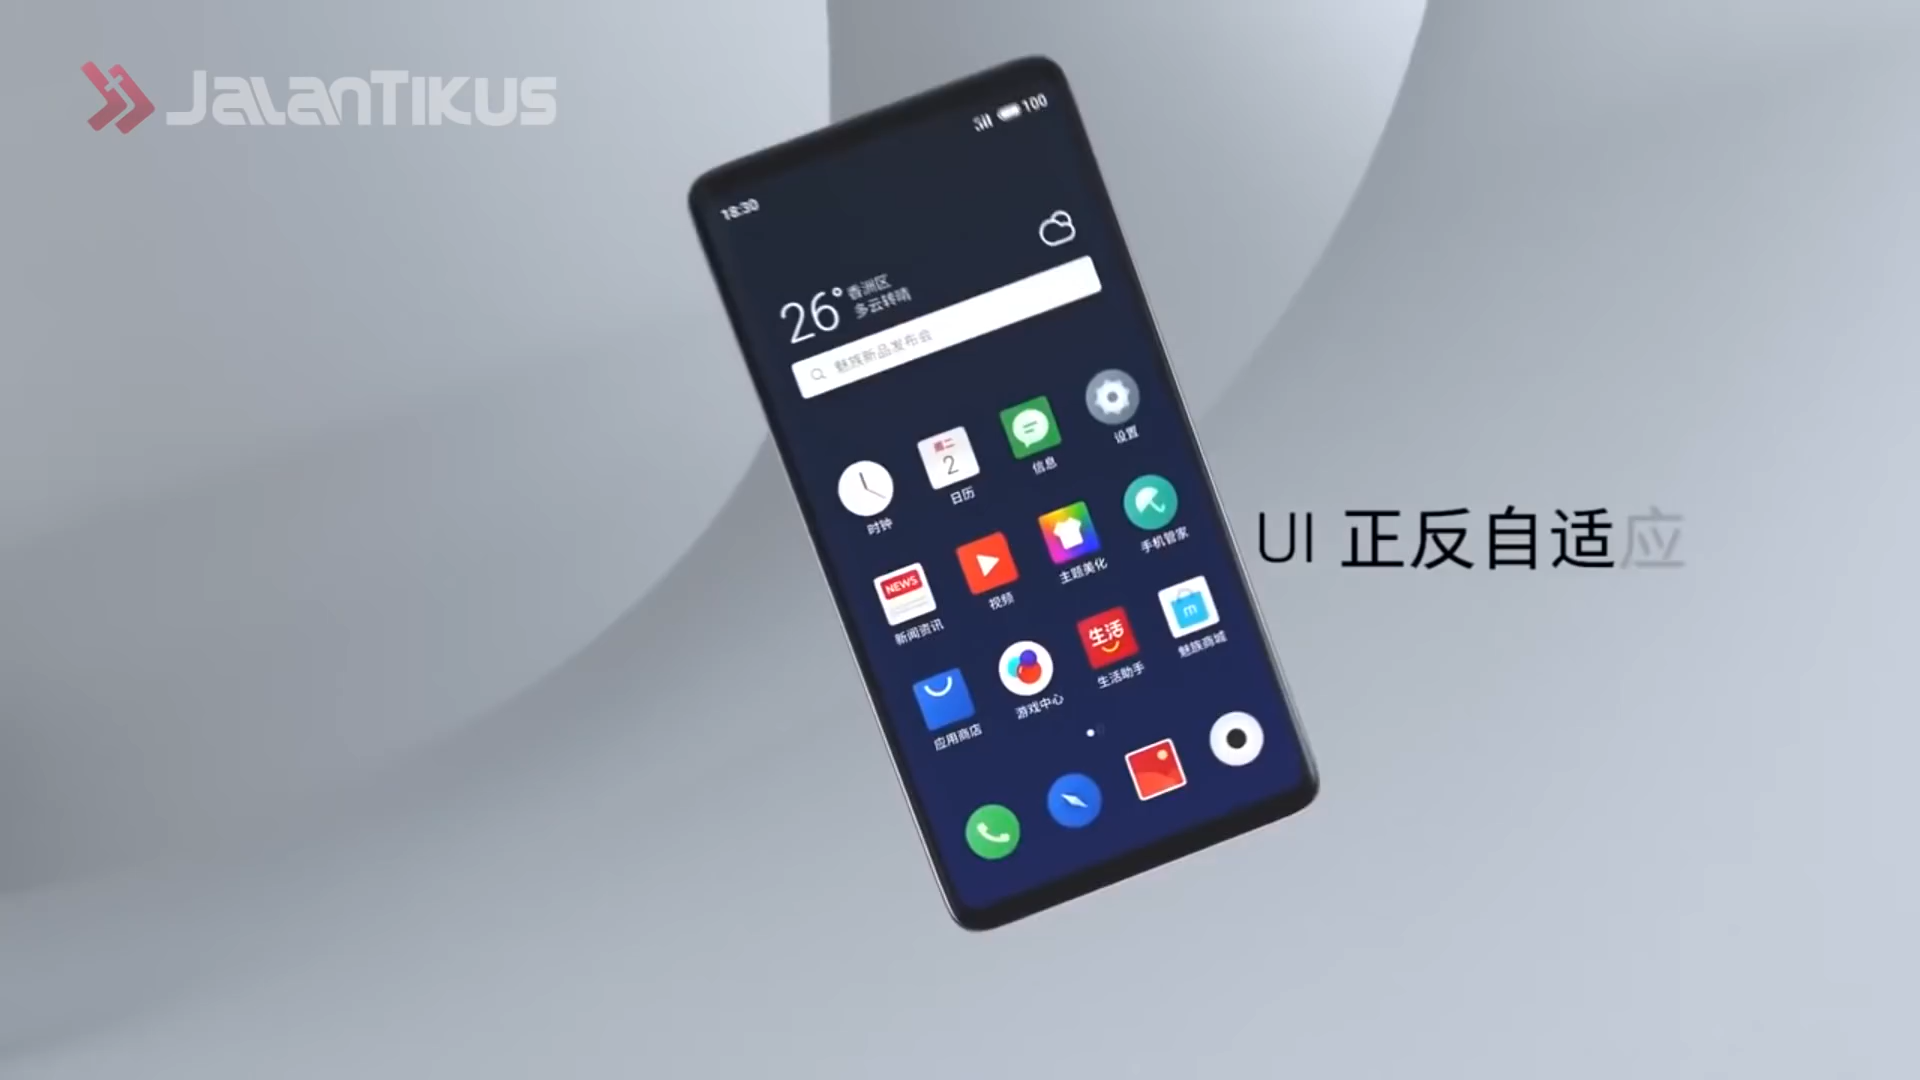 JALANTIKUS
100
18:30
26° 香洲区
多云转晴
魅族新品发布会
周二
2
时钟
日历
信息
设置
NEWS
新闻资讯
视频
主题美化
手机管家
应用商店
游戏中心
生活
生活助手
m
魅族商城
UI 正反自适应